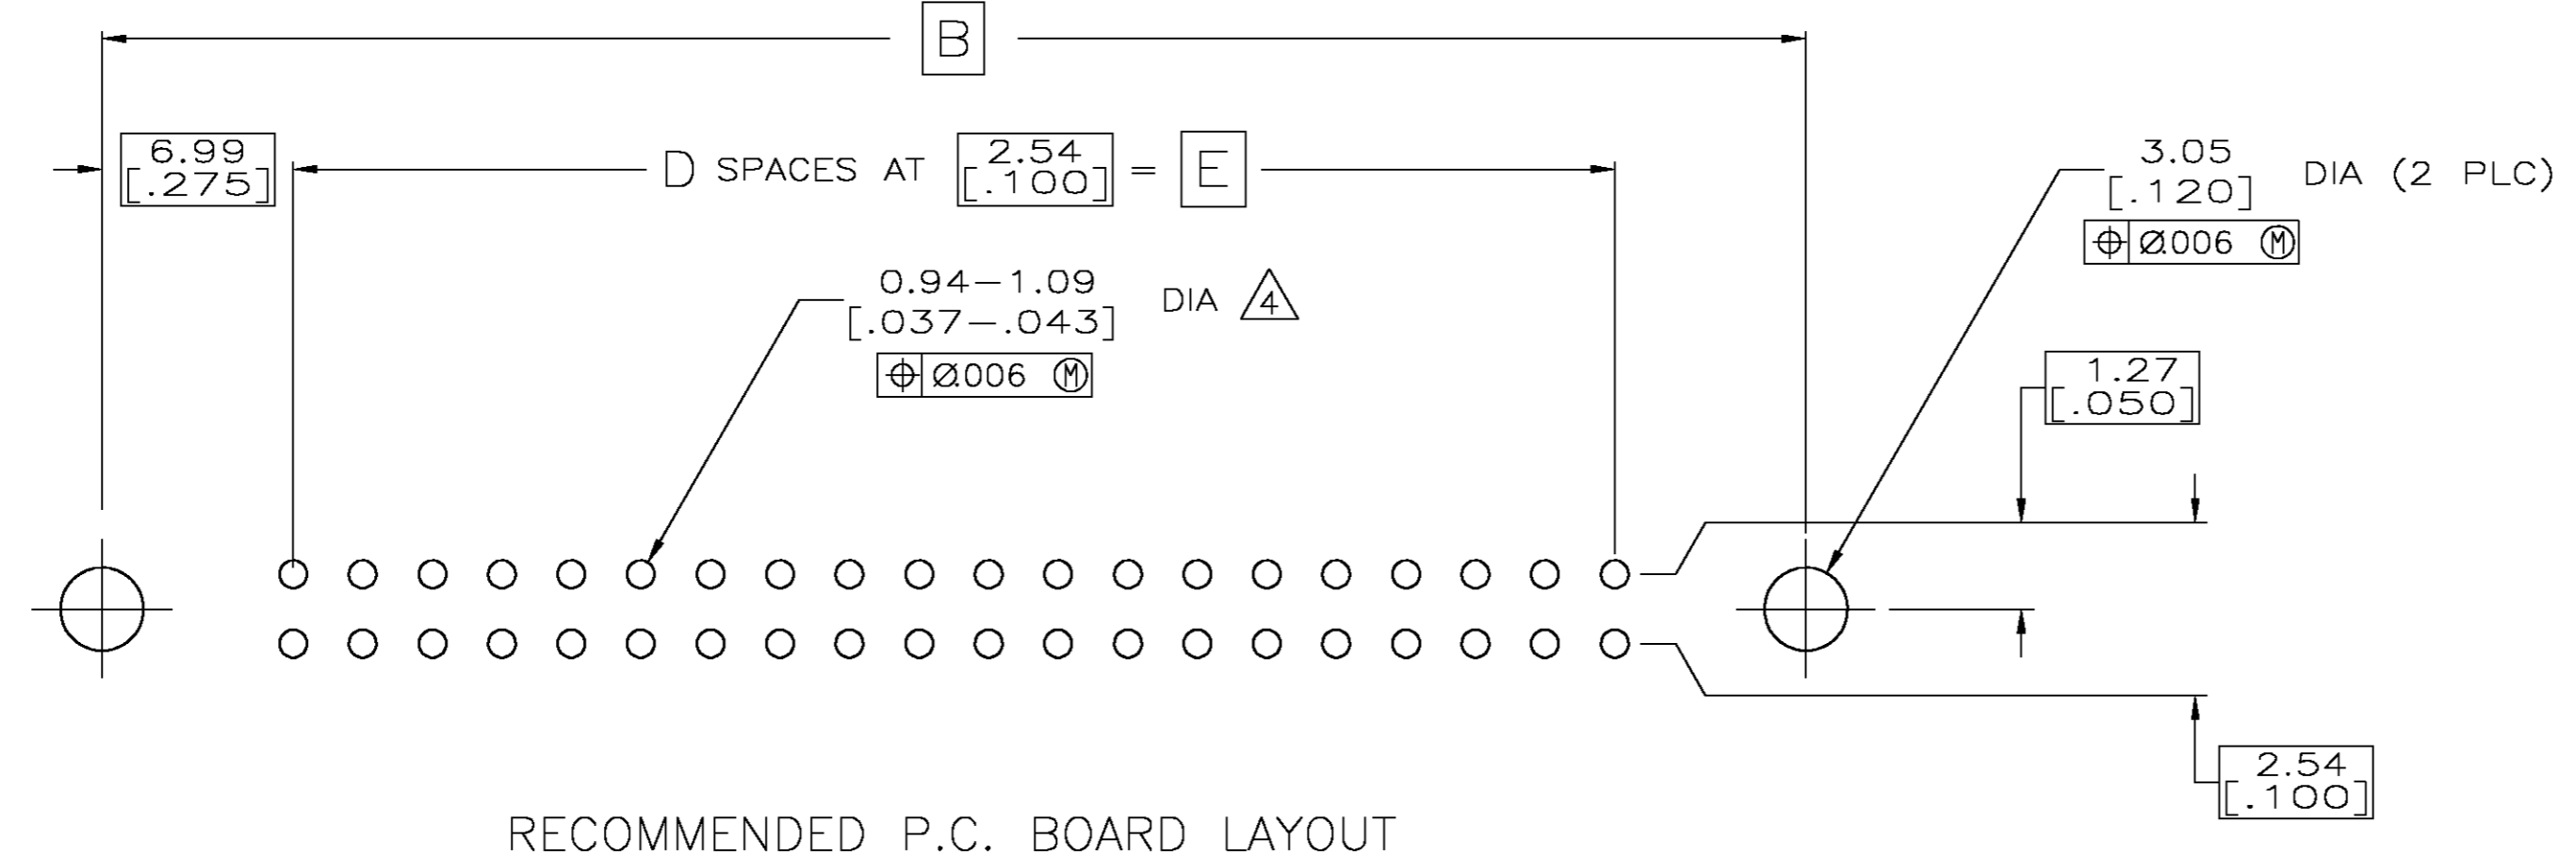 B
6.99
[.275]
D SPACES AT 2.54 [.100] = E
3.05
[.120]
DIA (2 PLC)
⌖ Ø.006 Ⓜ
0.94-1.09
[.037-.043]
DIA 4
⌖ Ø.006 Ⓜ
1.27
[.050]
2.54
[.100]
RECOMMENDED P.C. BOARD LAYOUT